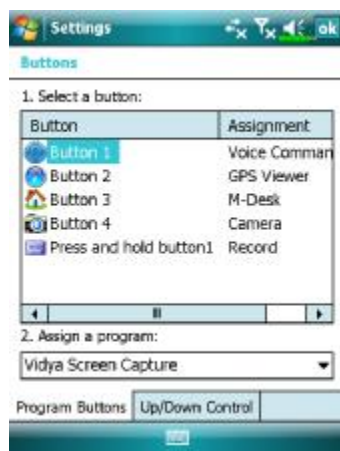 Settings ok
Buttons
1. Select a button:
Button Assignment
Button 1 Voice Comman
Button 2 GPS Viewer
Button 3 M-Desk
Button 4 Camera
Press and hold button1 Record
2. Assign a program:
Vidya Screen Capture
Program Buttons Up/Down Control